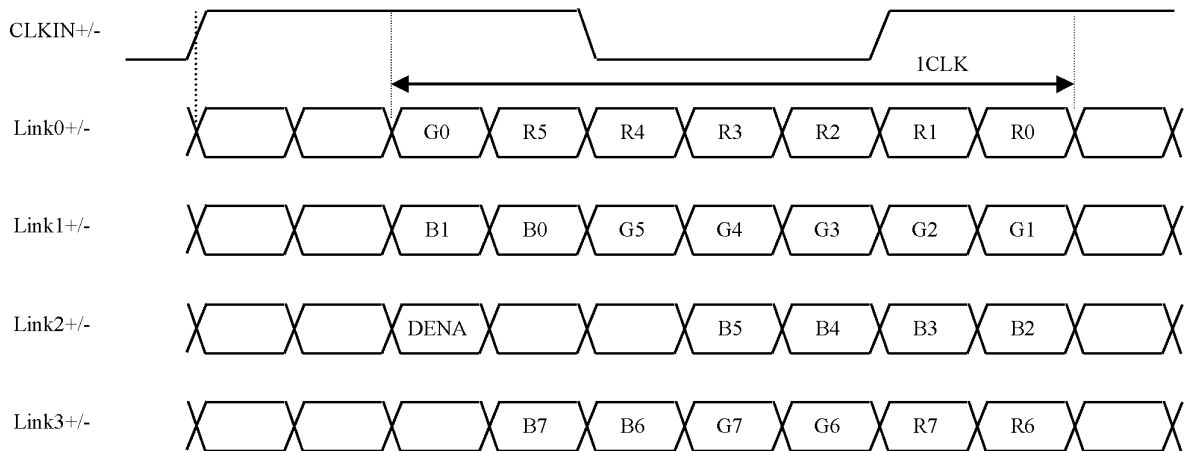 CLKIN+/-
1CLK
Link0+/- G0 R5 R4 R3 R2 R1 R0
Link1+/- B1 B0 G5 G4 G3 G2 G1
Link2+/- DENA B5 B4 B3 B2
Link3+/- B7 B6 G7 G6 R7 R6